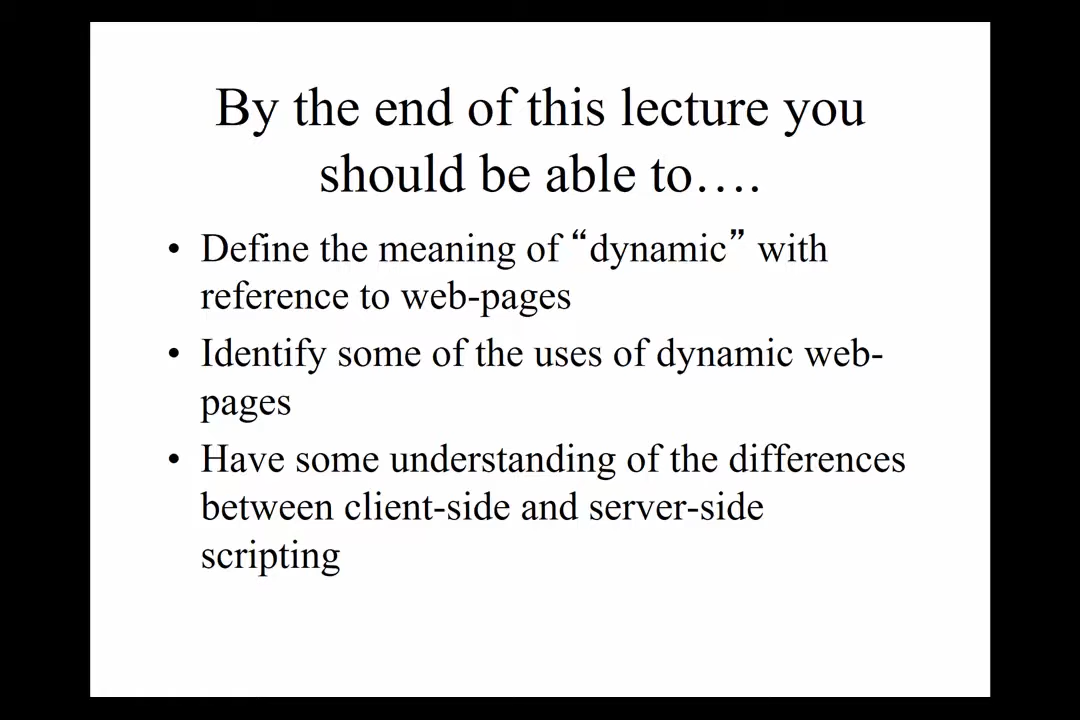 By the end of this lecture you
should be able to….
• Define the meaning of “dynamic” with
reference to web-pages
• Identify some of the uses of dynamic web-
pages
• Have some understanding of the differences
between client-side and server-side
scripting